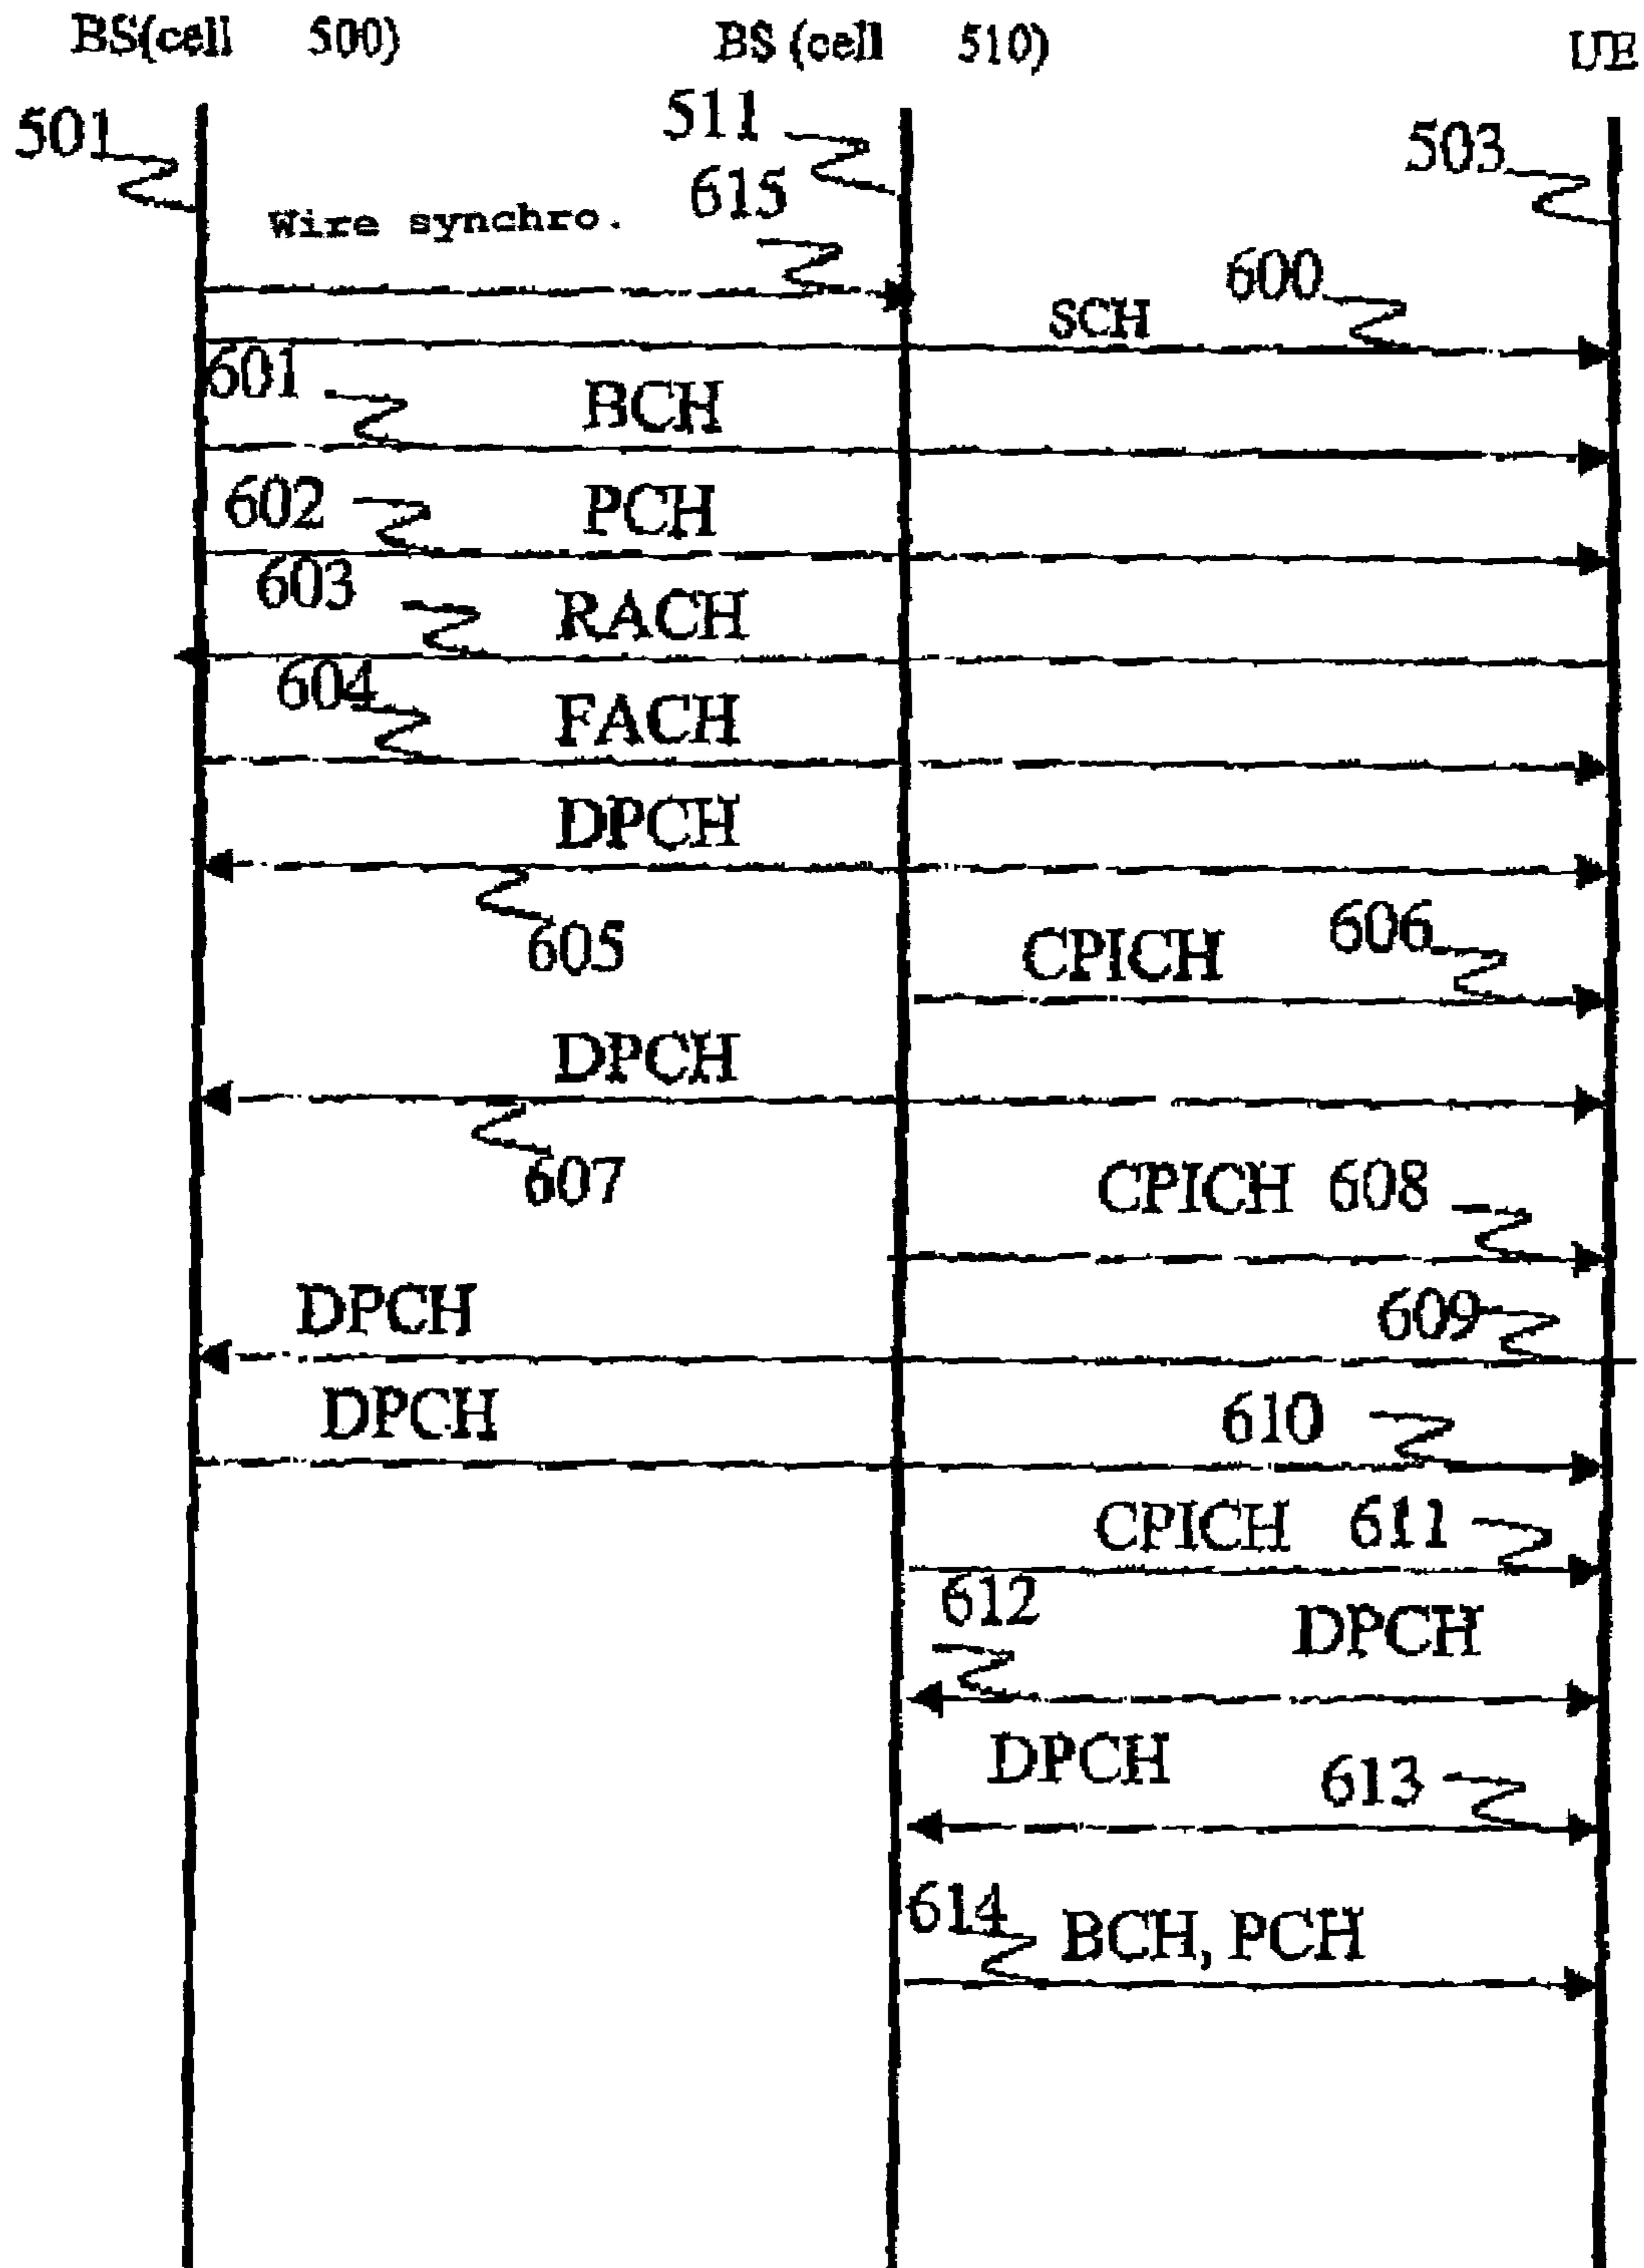 BS(cell 500) BS (cell 510) UE
501 511 503
615
Wire synchro.
600
SCH
601
BCH
602 PCH
603 RACH
604
FACH
DPCH
605
606
CPICH
DPCH
607
CPICH 608
DPCH 609
DPCH 610
CPICH 611
612
DPCH
DPCH 613
614 BCH, PCH